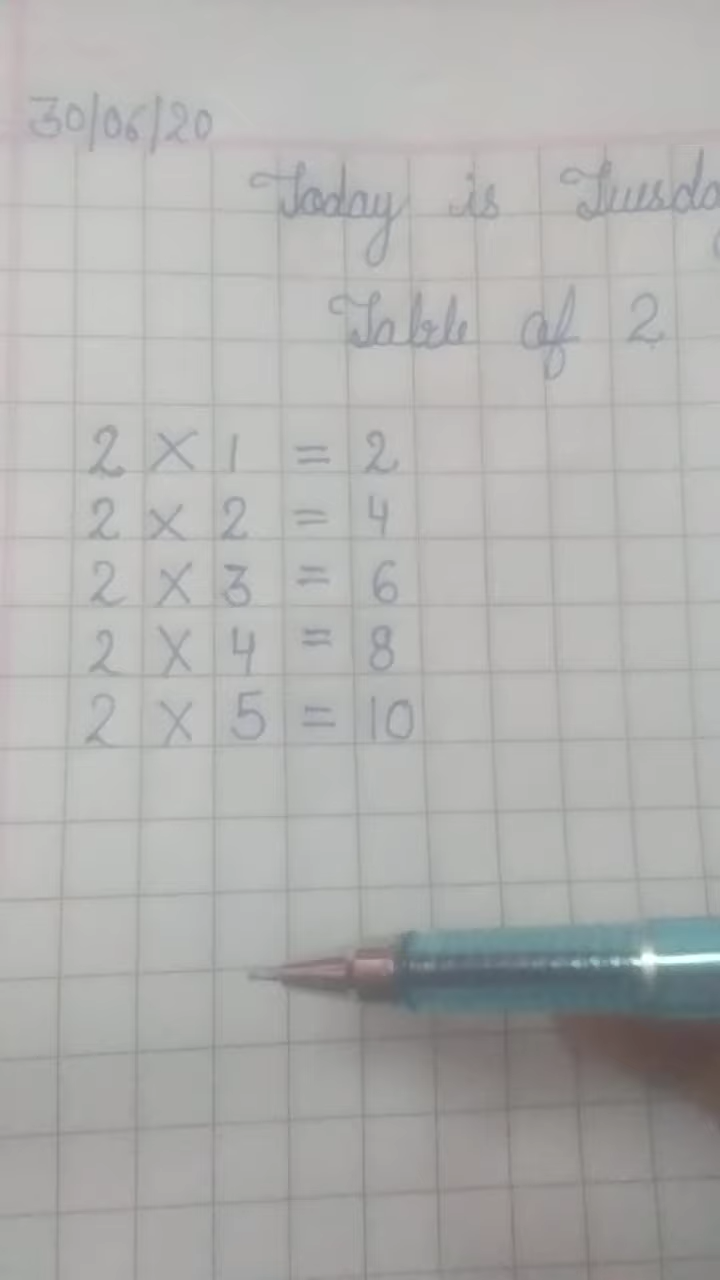 30/06/20
Today is Tuesday
Table of 2
2 × 1 = 2
2 × 2 = 4
2 × 3 = 6
2 × 4 = 8
2 × 5 = 10